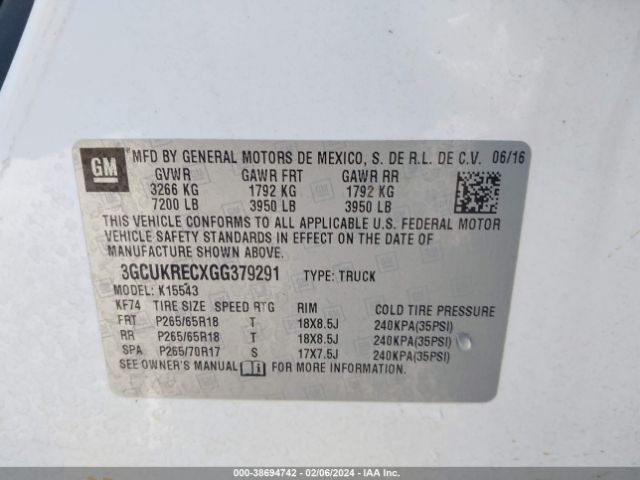 GM MFD BY GENERAL MOTORS DE MEXICO, S. DE R.L. DE C.V. 06/16
GVWR GAWR FRT GAWR RR
3266 KG 1792 KG 1792 KG
7200 LB 3950 LB 3950 LB
THIS VEHICLE CONFORMS TO ALL APPLICABLE U.S. FEDERAL MOTOR
VEHICLE SAFETY STANDARDS IN EFFECT ON THE DATE OF
MANUFACTURE SHOWN ABOVE.
3GCUKRECXGG379291 TYPE: TRUCK
MODEL: K15543
KF74 TIRE SIZE SPEED RTG RIM COLD TIRE PRESSURE
FRT P265/65R18 T 18X8.5J 240KPA(35PSI)
RR P265/65R18 T 18X8.5J 240KPA(35PSI)
SPA P265/70R17 S 17X7.5J 240KPA(35PSI)
SEE OWNER'S MANUAL FOR MORE INFORMATION.
000-38694742 / 02/06/2024 - IAA Inc.